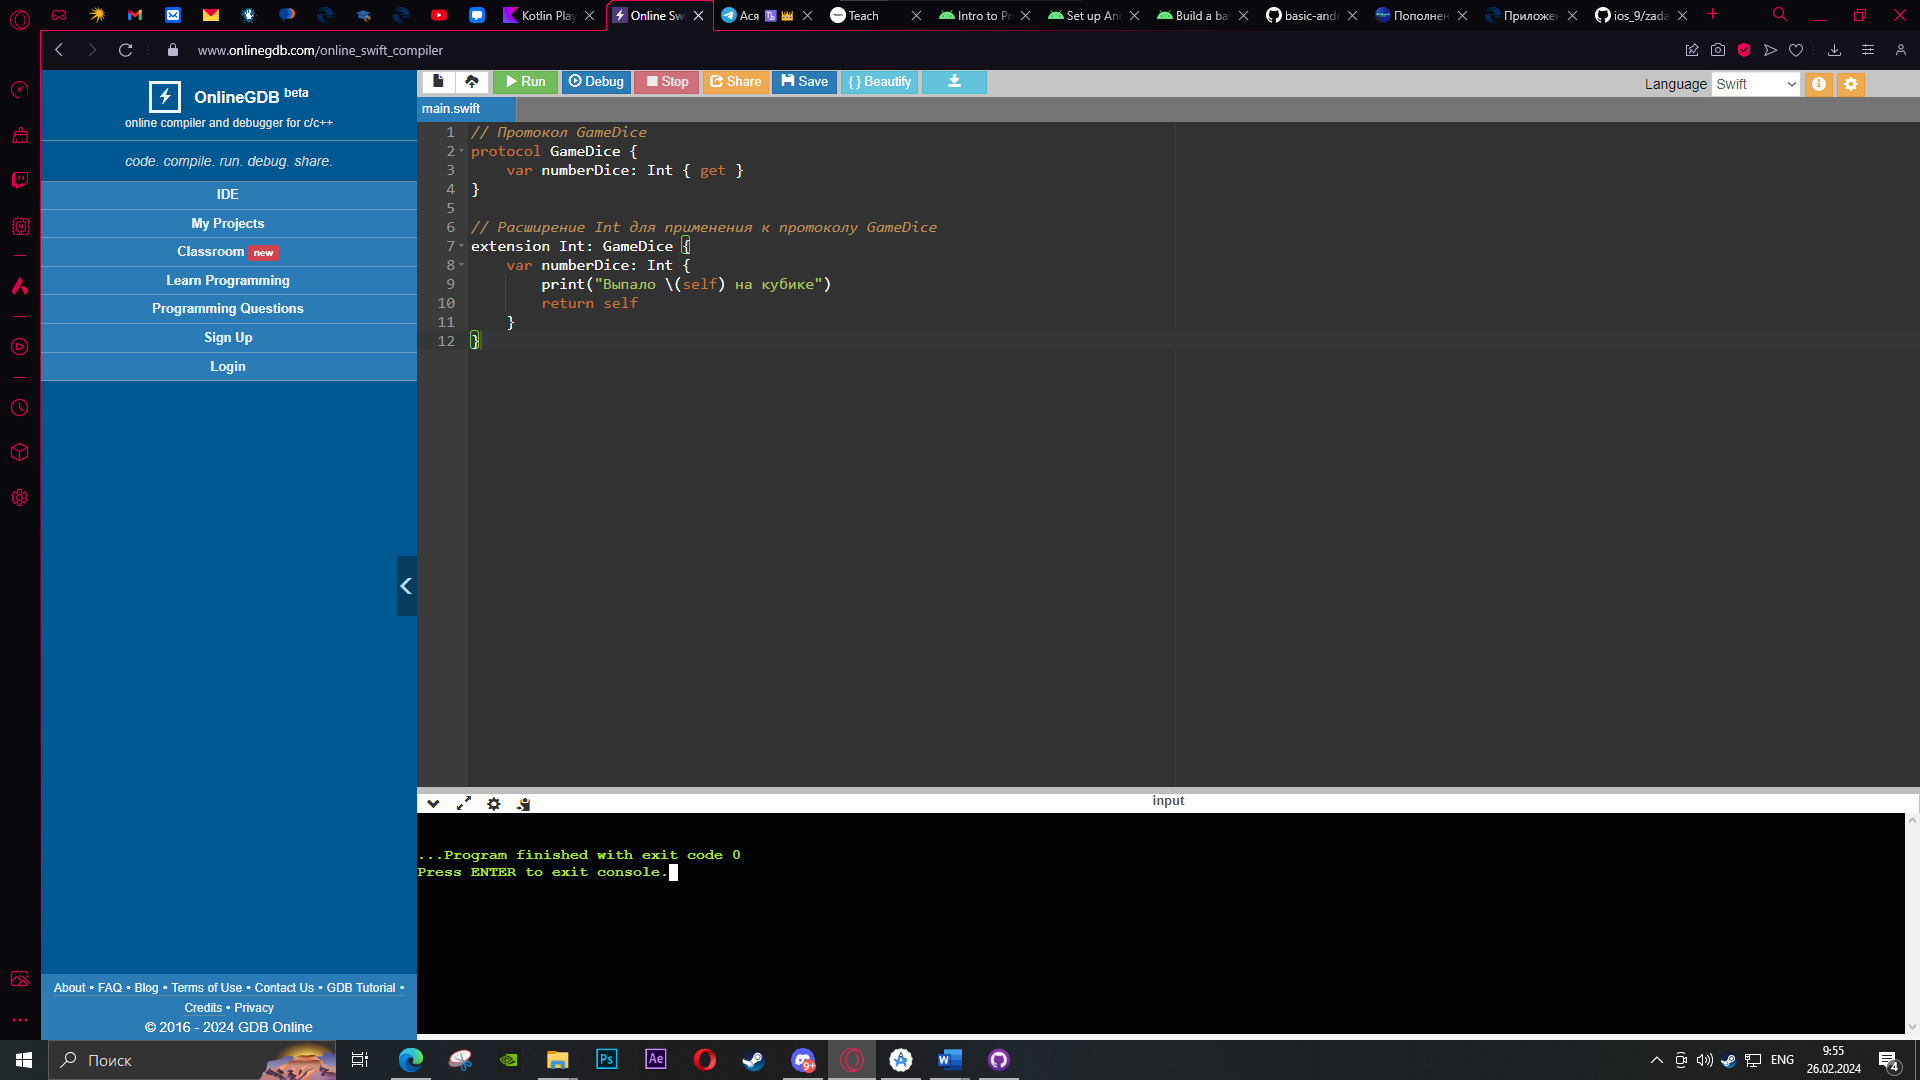 Kotlin Play
Online Sw
Ася
Teach
Intro to Pr
Set up An
Build a ba
basic-andr
Пополнен
Приложе
ios_9/zada
www.onlinegdb.com/online_swift_compiler
OnlineGDB beta
online compiler and debugger for c/c++
code. compile. run. debug. share.
IDE
My Projects
Classroom new
Learn Programming
Programming Questions
Sign Up
Login
About • FAQ • Blog • Terms of Use • Contact Us • GDB Tutorial •
Credits • Privacy
© 2016 - 2024 GDB Online
Run Debug Stop Share Save { } Beautify
Language Swift
main.swift
1 // Протокол GameDice
2 protocol GameDice {
3 var numberDice: Int { get }
4 }
5
6 // Расширение Int для применения к протоколу GameDice
7 extension Int: GameDice {
8 var numberDice: Int {
9 print("Выпало \(self) на кубике")
10 return self
11 }
12 }
input
...Program finished with exit code 0
Press ENTER to exit console.
Поиск
Ps
Ae
9+
W
ENG
9:55
26.02.2024
4